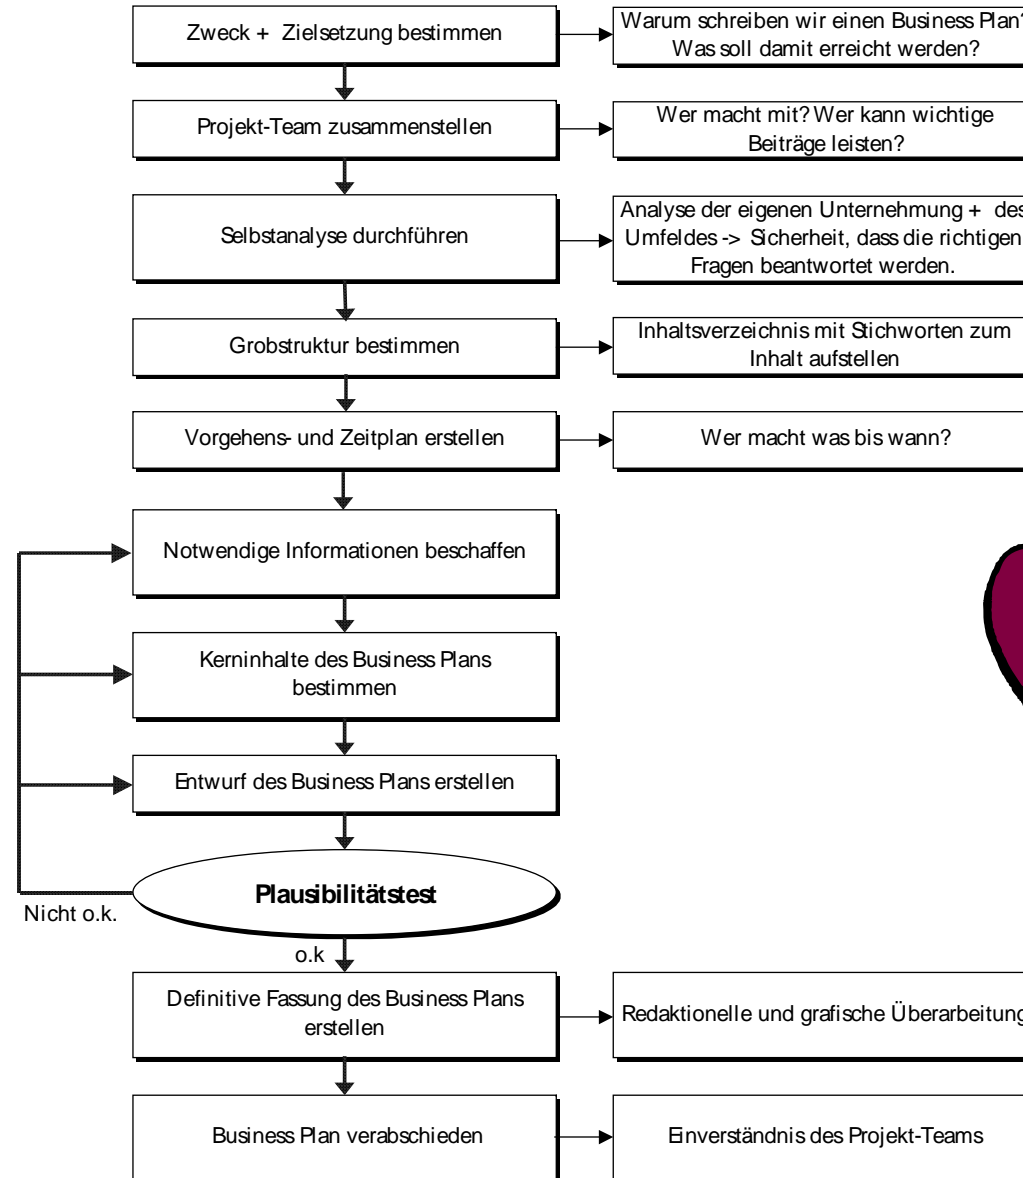 Zweck + Zielsetzung bestimmen
Warum schreiben wir einen Business Plan?
Was soll damit erreicht werden?
Projekt-Team zusammenstellen
Wer macht mit? Wer kann wichtige
Beiträge leisten?
Selbstanalyse durchführen
Analyse der eigenen Unternehmung + des
Umfeldes -> Sicherheit, dass die richtigen
Fragen beantwortet werden.
Grobstruktur bestimmen
Inhaltsverzeichnis mit Stichworten zum
Inhalt aufstellen
Vorgehens- und Zeitplan erstellen
Wer macht was bis wann?
Notwendige Informationen beschaffen
Kerninhalte des Business Plans
bestimmen
Entwurf des Business Plans erstellen
Plausibilitätstest
Nicht o.k.
o.k
Definitive Fassung des Business Plans
erstellen
Redaktionelle und grafische Überarbeitung
Business Plan verabschieden
Einverständnis des Projekt-Teams